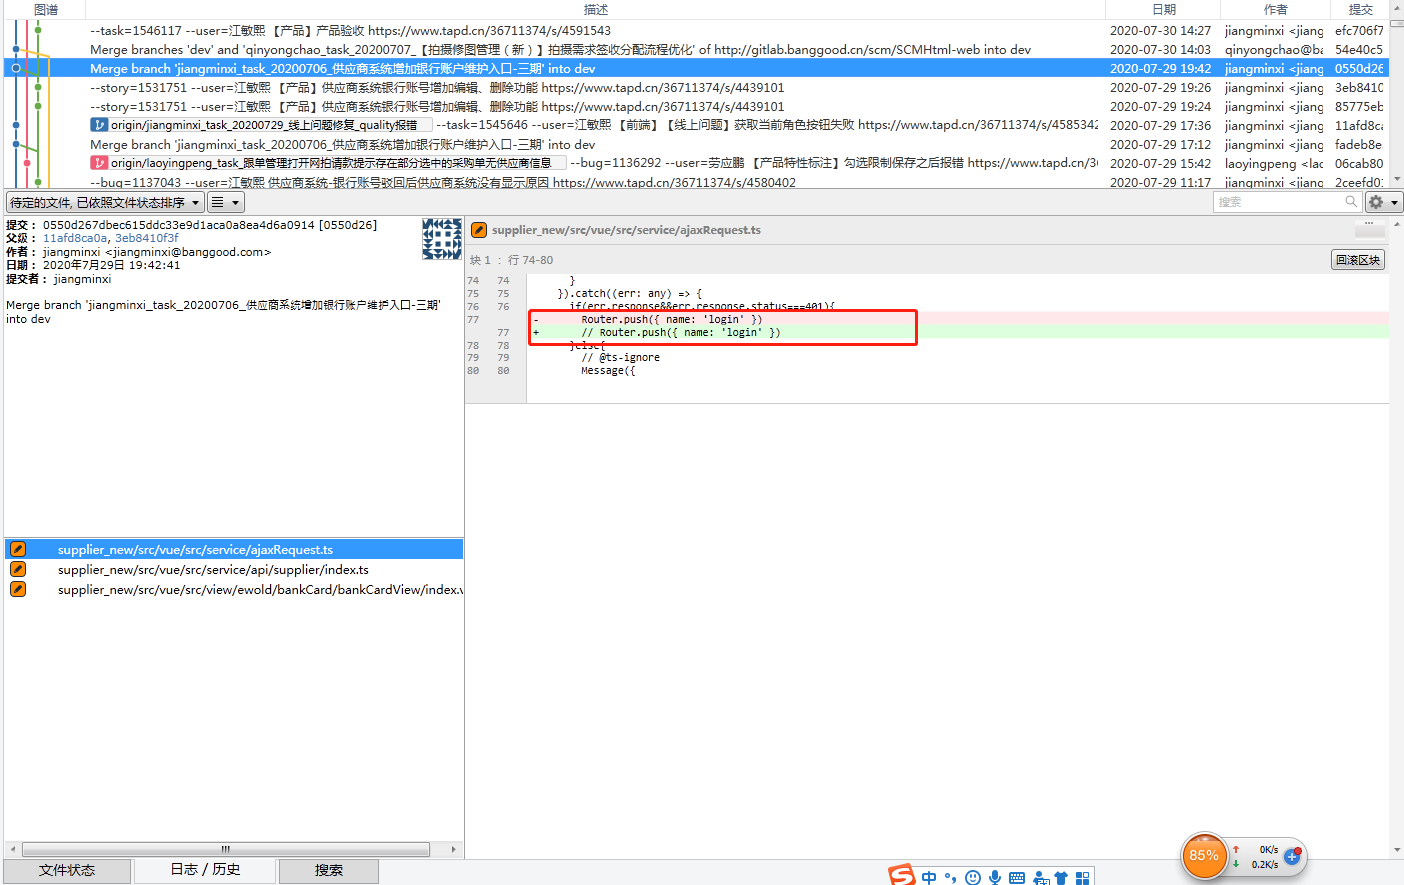 图谱 描述 日期 作者 提交
--task=1546117 --user=江敏熙 【产品】产品验收 https://www.tapd.cn/36711374/s/4591543 2020-07-30 14:27 jiangminxi <jiang efc706f7
Merge branches 'dev' and 'qinyongchao_task_20200707_【拍摄修图管理（新）】拍摄需求签收分配流程优化' of http://gitlab.banggood.cn/scm/SCMHtml-web into dev 2020-07-30 14:03 qinyongchao@ba 54e40c5
Merge branch 'jiangminxi_task_20200706_供应商系统增加银行账户维护入口-三期' into dev 2020-07-29 19:42 jiangminxi <jiang 0550d26
--story=1531751 --user=江敏熙 【产品】供应商系统银行账号增加编辑、删除功能 https://www.tapd.cn/36711374/s/4439101 2020-07-29 19:26 jiangminxi <jiang 3eb8410
--story=1531751 --user=江敏熙 【产品】供应商系统银行账号增加编辑、删除功能 https://www.tapd.cn/36711374/s/4439101 2020-07-29 19:24 jiangminxi <jiang 85775eb
origin/jiangminxi_task_20200729_线上问题修复_quality报错 --task=1545646 --user=江敏熙 【前端】【线上问题】获取当前角色按钮失败 https://www.tapd.cn/36711374/s/4585342 2020-07-29 17:36 jiangminxi <jiang 11afd8ca
Merge branch 'jiangminxi_task_20200706_供应商系统增加银行账户维护入口-三期' into dev 2020-07-29 17:12 jiangminxi <jiang fadeb8ea
origin/laoyingpeng_task_跟单管理打开网拍请款提示存在部分选中的采购单无供应商信息 --bug=1136292 --user=劳应鹏 【产品特性标注】勾选限制保存之后报错 https://www.tapd.cn/36711374/s/ 2020-07-29 15:42 laoyingpeng <lao 06cab80
--bug=1137043 --user=江敏熙 供应商系统-银行账号驳回后供应商系统没有显示原因 https://www.tapd.cn/36711374/s/4580402 2020-07-29 11:17 jiangminxi <jiang 2ceefd01
待定的文件, 已依照文件状态排序 搜索
提交： 0550d267dbec615ddc33e9d1aca0a8ea4d6a0914 [0550d26]
父级： 11afd8ca0a, 3eb8410f3f
作者： jiangminxi <jiangminxi@banggood.com>
日期： 2020年7月29日 19:42:41
提交者： jiangminxi
Merge branch 'jiangminxi_task_20200706_供应商系统增加银行账户维护入口-三期'
into dev
supplier_new/src/vue/src/service/ajaxRequest.ts
块 1 ：行 74-80 回滚区块
74 74 }
75 75 }).catch((err: any) => {
76 76 if(err.response&&err.response.status===401){
77 - Router.push({ name: 'login' })
77 + // Router.push({ name: 'login' })
78 78 }else{
79 79 // @ts-ignore
80 80 Message({
supplier_new/src/vue/src/service/ajaxRequest.ts
supplier_new/src/vue/src/service/api/supplier/index.ts
supplier_new/src/vue/src/view/ewold/bankCard/bankCardView/index.v
文件状态 日志 / 历史 搜索
85% 0K/s
0.2K/s
中